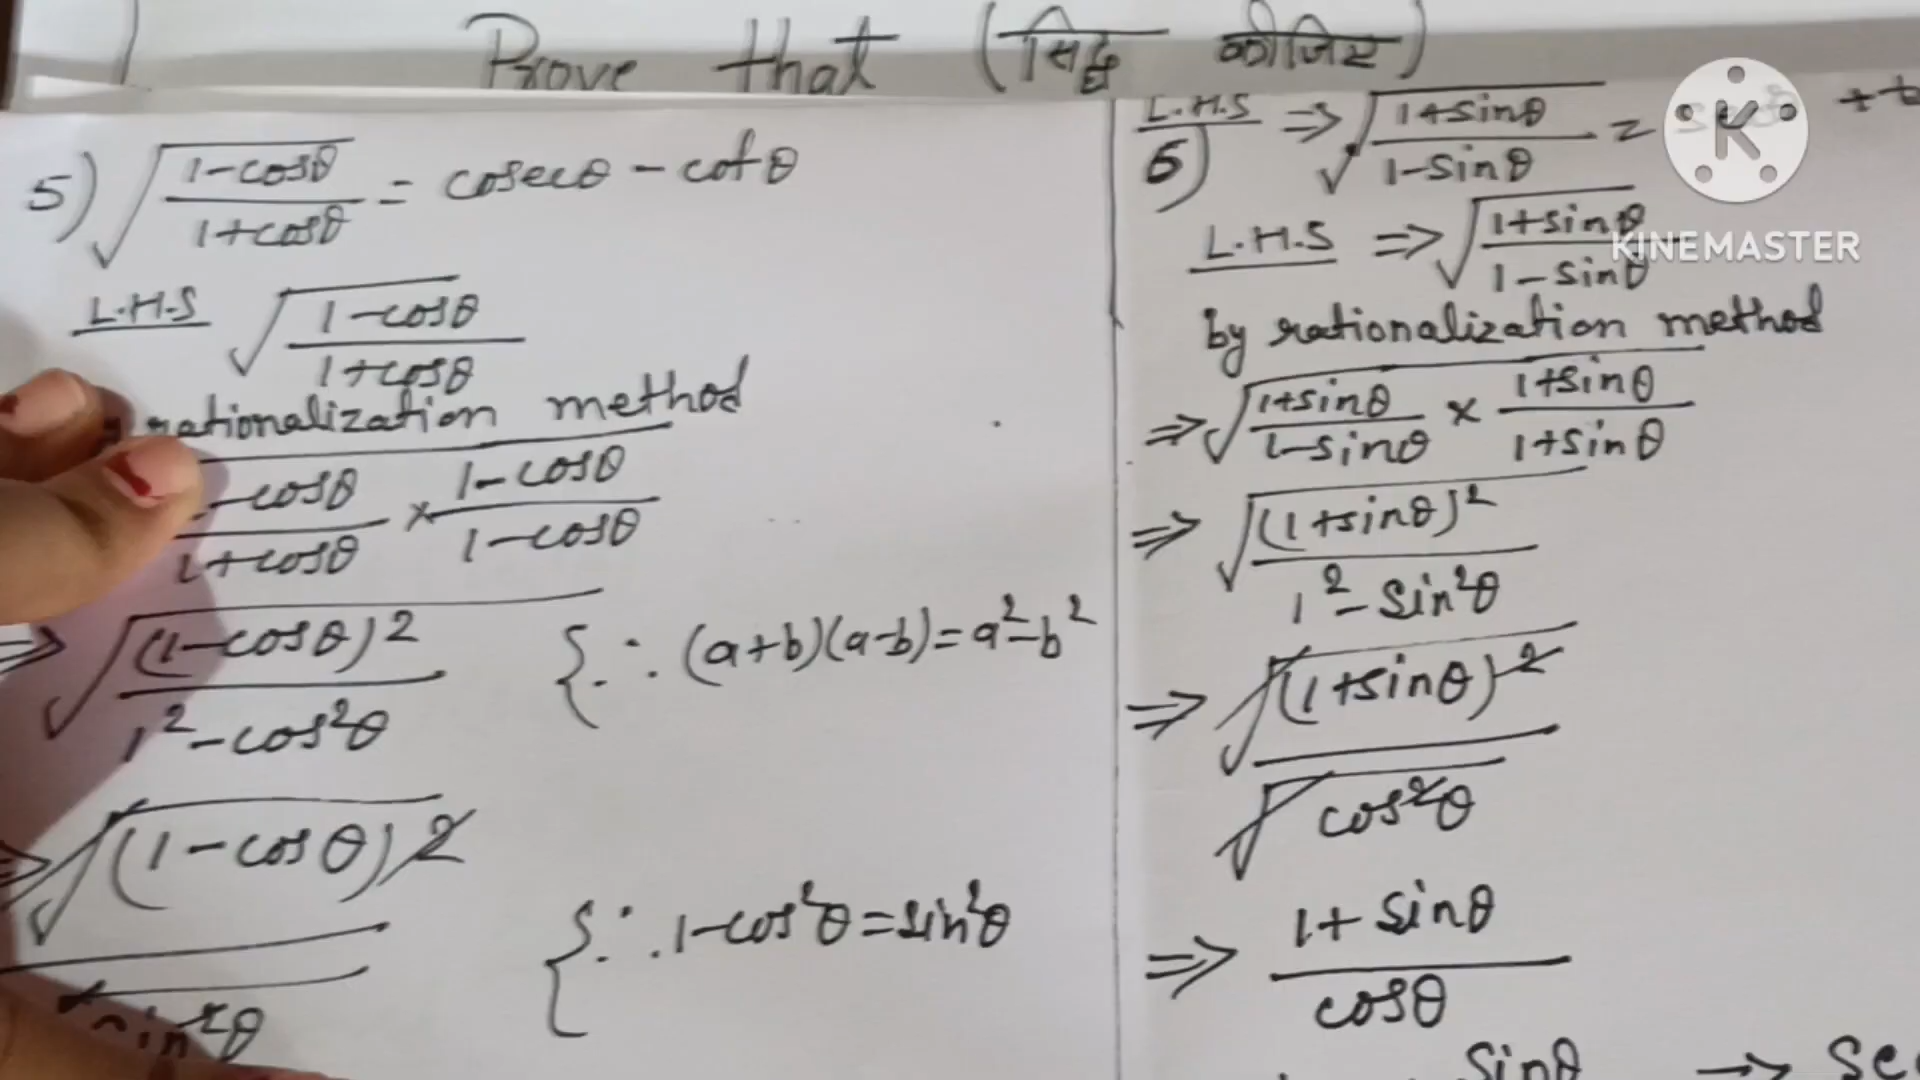 Prove that (सिद्ध कीजिए)
5) √(1-cosθ / 1+cosθ) = cosecθ - cotθ
L.H.S √(1-cosθ / 1+cosθ)
rationalization method
-cosθ / 1+cosθ × 1-cosθ / 1-cosθ
⇒ √((1-cosθ)² / 1²-cos²θ) {∴ (a+b)(a-b)=a²-b²
⇒ √(1-cosθ)² / sin²θ {∴ 1-cos²θ=sin²θ
L.H.S ⇒ √(1+sinθ / 1-sinθ) =
6)
L.H.S ⇒ √(1+sinθ / 1-sinθ)
by rationalization method
⇒ √(1+sinθ / 1-sinθ × 1+sinθ / 1+sinθ)
⇒ √((1+sinθ)² / 1²-sin²θ)
⇒ √(1+sinθ)² / √cos²θ
⇒ 1+sinθ / cosθ
sinθ →
K
KINEMASTER